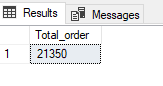 Results Messages
Total_order
1 21350